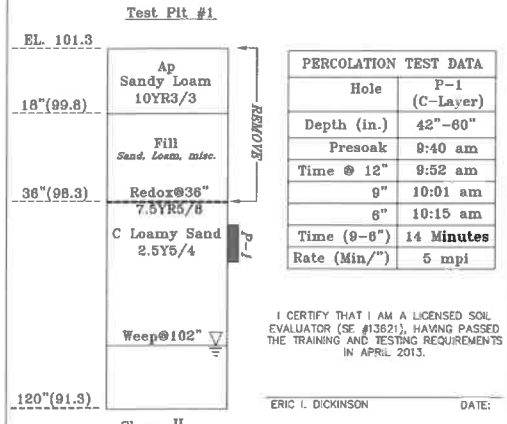 Test Pit #1
EL. 101.3
Ap
Sandy Loam
10YR3/3
18"(99.8)
REMOVE
Fill
Sand, Loam, misc.
36"(98.3)
Redox@36"
7.5YR5/8
C Loamy Sand
2.5Y5/4
P-1
Weep@102"
120"(91.3)
PERCOLATION TEST DATA
Hole P-1
(C-Layer)
Depth (in.) 42"-60"
Presoak 9:40 am
Time @ 12" 9:52 am
9" 10:01 am
6" 10:15 am
Time (9-6") 14 Minutes
Rate (Min/") 5 mpi
I CERTIFY THAT I AM A LICENSED SOIL
EVALUATOR (SE #13621), HAVING PASSED
THE TRAINING AND TESTING REQUIREMENTS
IN APRIL 2013.
ERIC I. DICKINSON DATE: